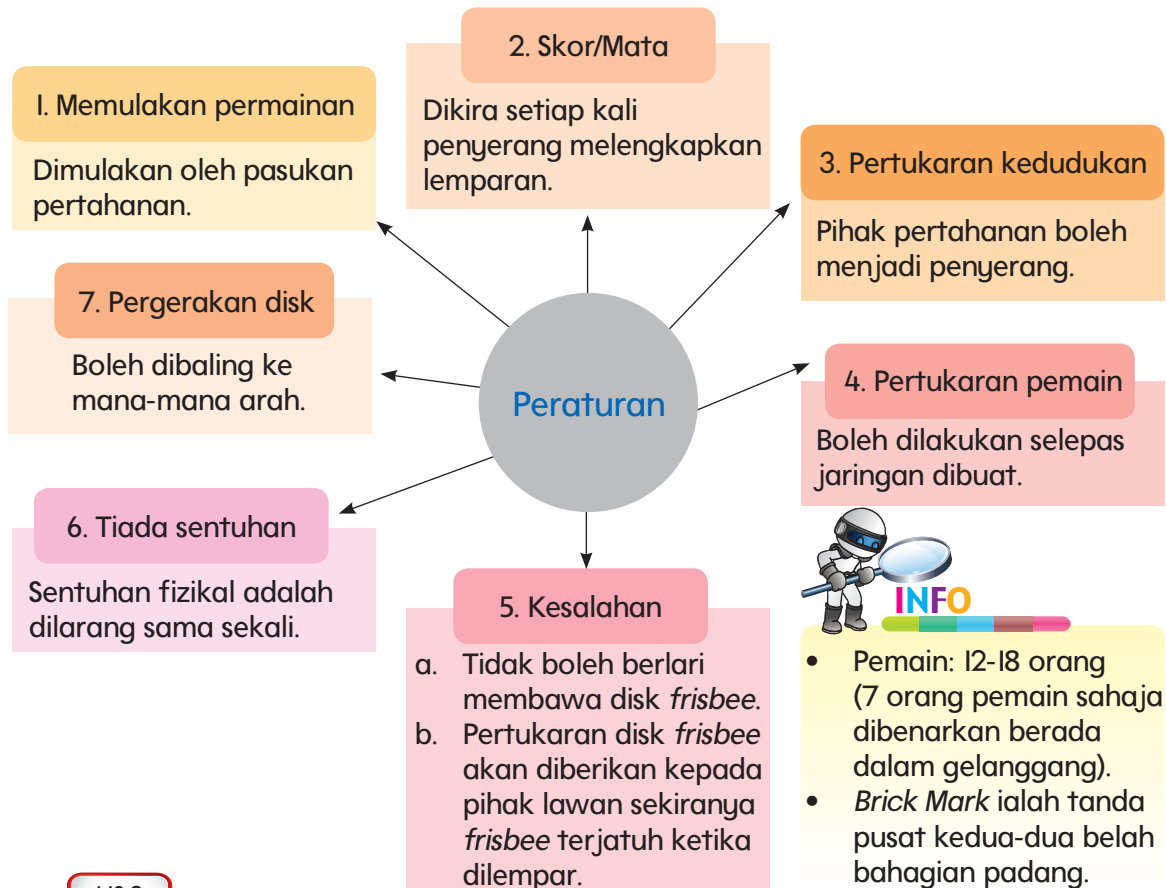 1. Memulakan permainan
Dimulakan oleh pasukan
pertahanan.
2. Skor/Mata
Dikira setiap kali
penyerang melengkapkan
lemparan.
3. Pertukaran kedudukan
Pihak pertahanan boleh
menjadi penyerang.
4. Pertukaran pemain
Boleh dilakukan selepas
jaringan dibuat.
5. Kesalahan
a. Tidak boleh berlari
membawa disk frisbee.
b. Pertukaran disk frisbee
akan diberikan kepada
pihak lawan sekiranya
frisbee terjatuh ketika
dilempar.
6. Tiada sentuhan
Sentuhan fizikal adalah
dilarang sama sekali.
7. Pergerakan disk
Boleh dibaling ke
mana-mana arah.
Peraturan
INFO
• Pemain: 12-18 orang
(7 orang pemain sahaja
dibenarkan berada
dalam gelanggang).
• Brick Mark ialah tanda
pusat kedua-dua belah
bahagian padang.